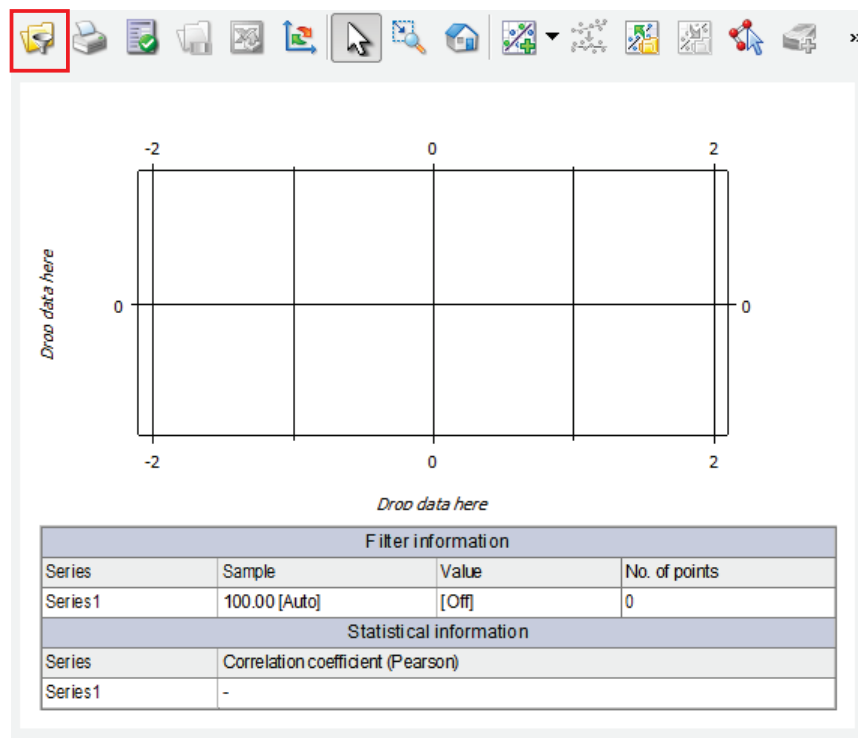 -2 0 2
Drop data here
0 0
-2 0 2
Drop data here
Filter information
Series Sample Value No. of points
Series1 100.00 [Auto] [Off] 0
Statistical information
Series Correlation coefficient (Pearson)
Series1 -